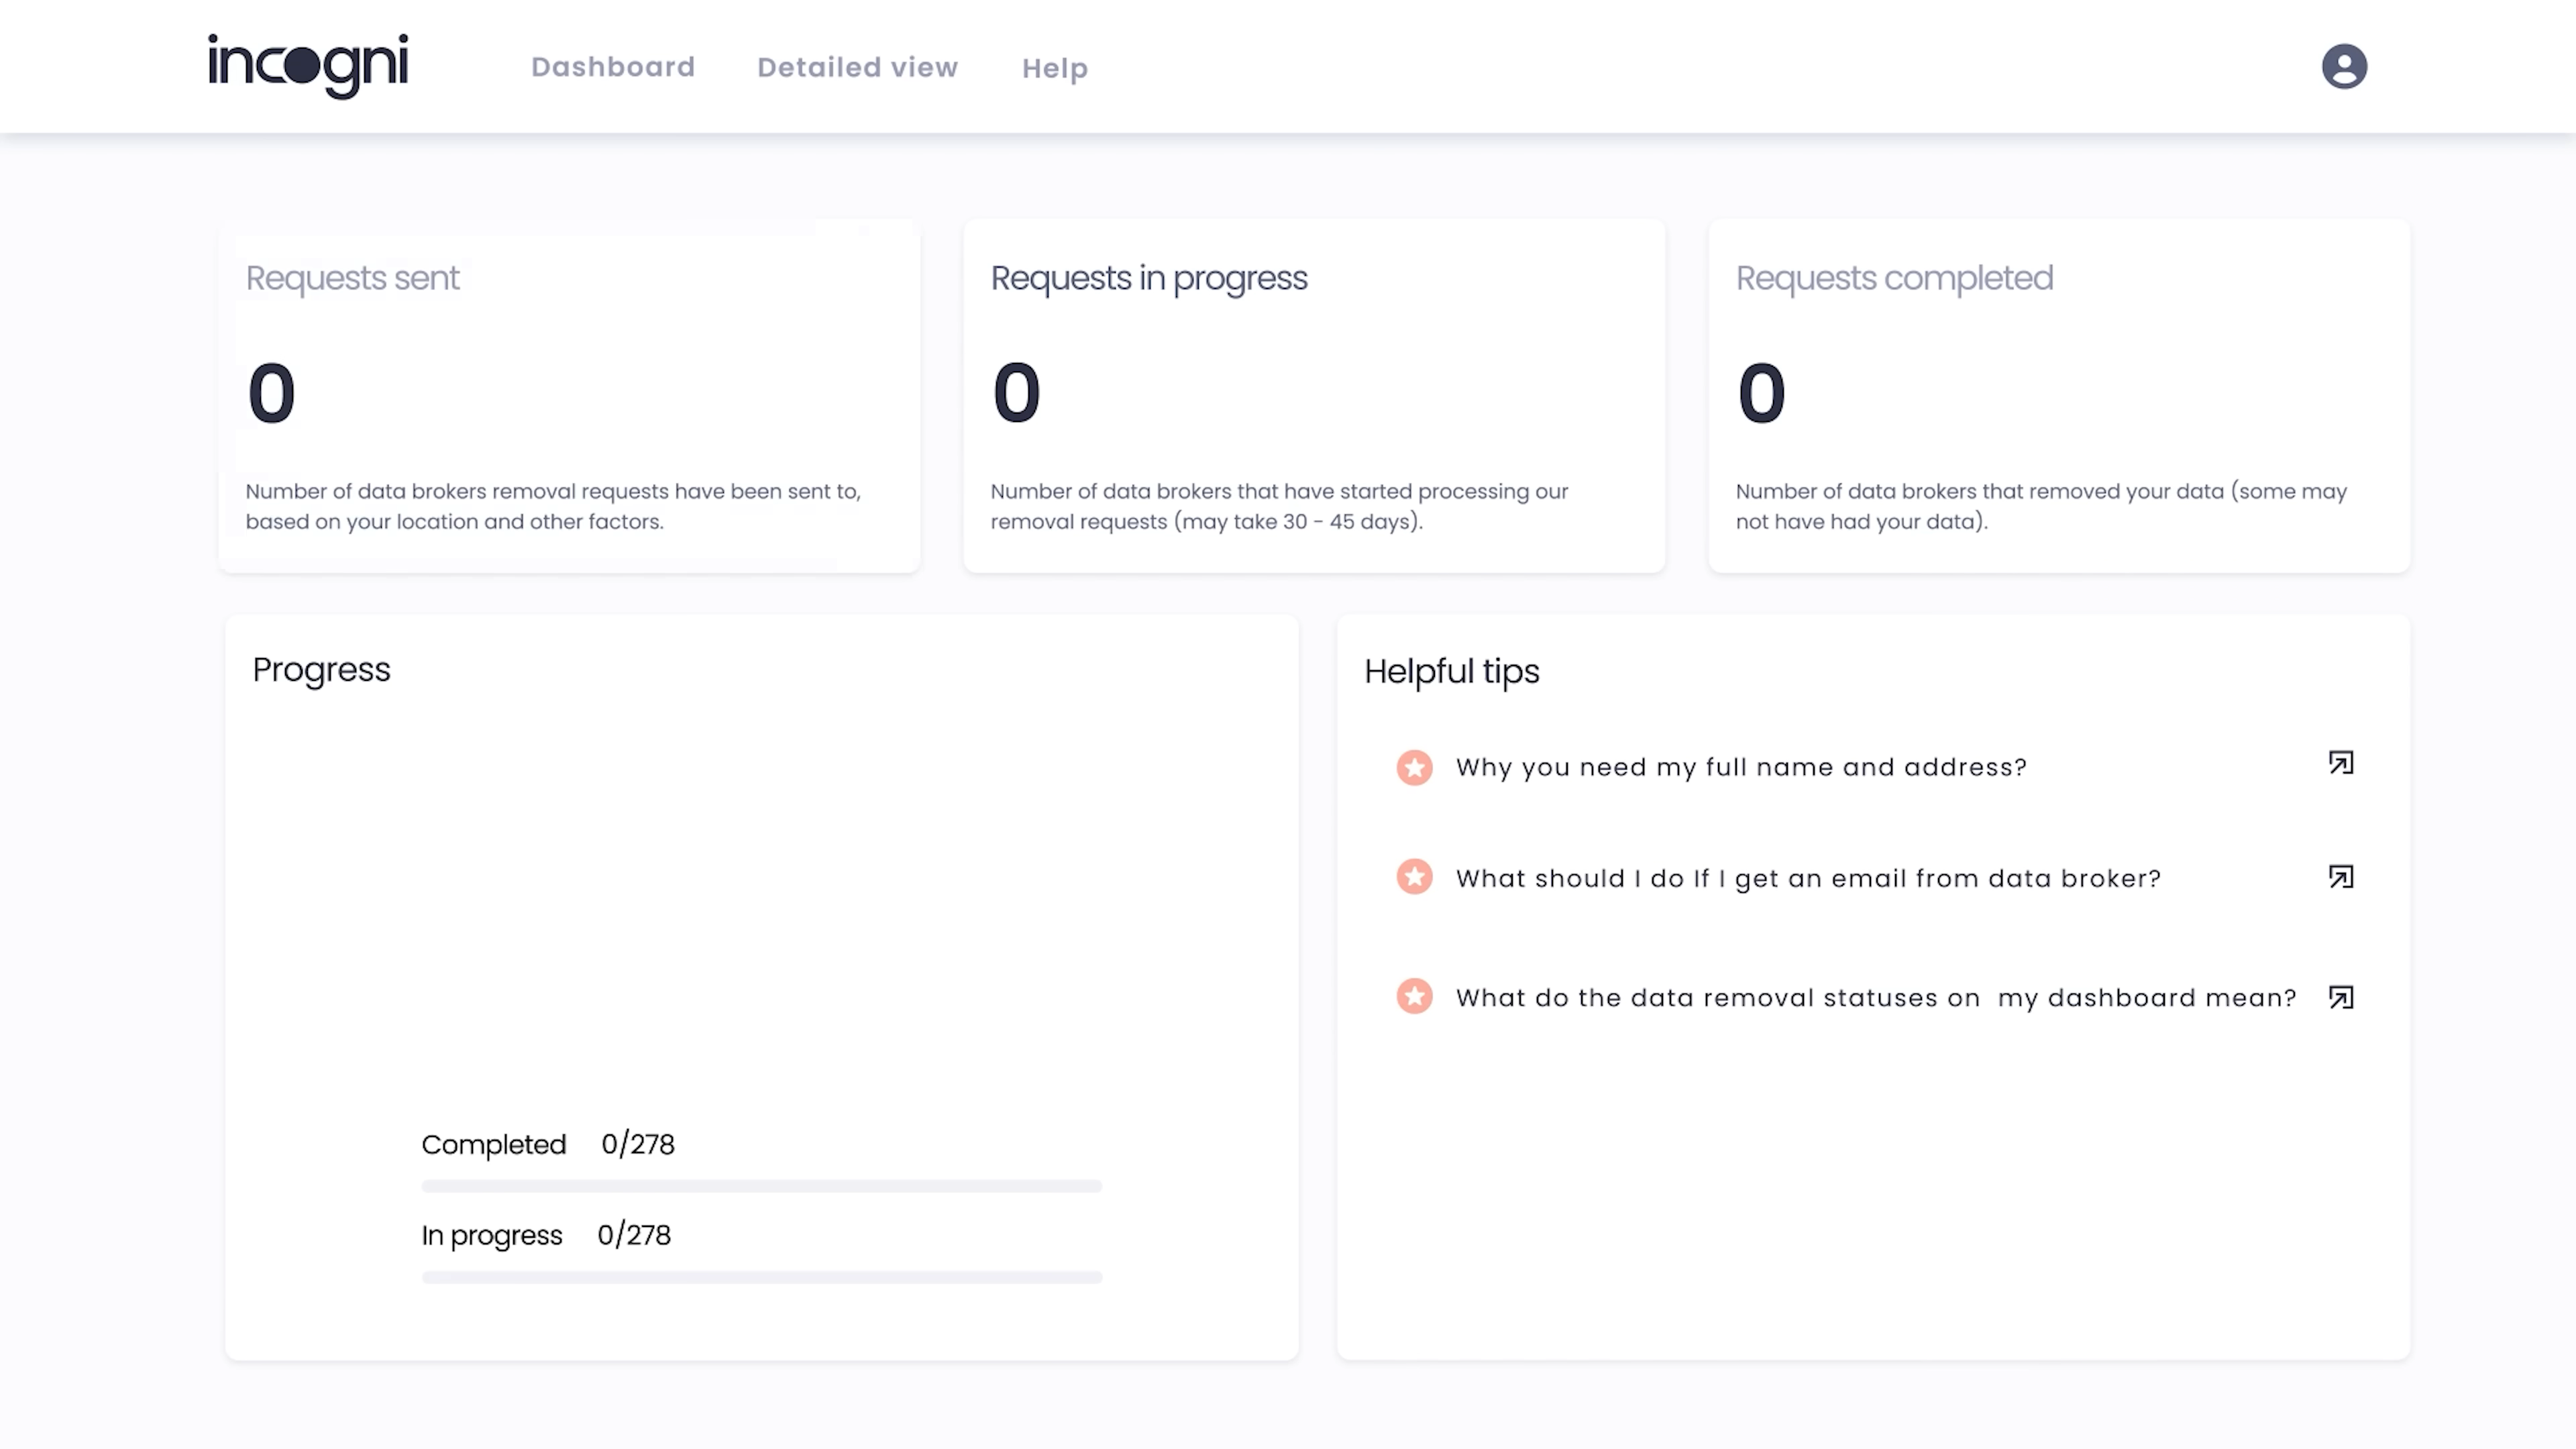 incogni
Dashboard
Detailed view
Help
Requests sent
0
Number of data brokers removal requests have been sent to,
based on your location and other factors.
Requests in progress
0
Number of data brokers that have started processing our
removal requests (may take 30 - 45 days).
Requests completed
0
Number of data brokers that removed your data (some may
not have had your data).
Progress
Completed 0/278
In progress 0/278
Helpful tips
Why you need my full name and address?
What should I do If I get an email from data broker?
What do the data removal statuses on my dashboard mean?